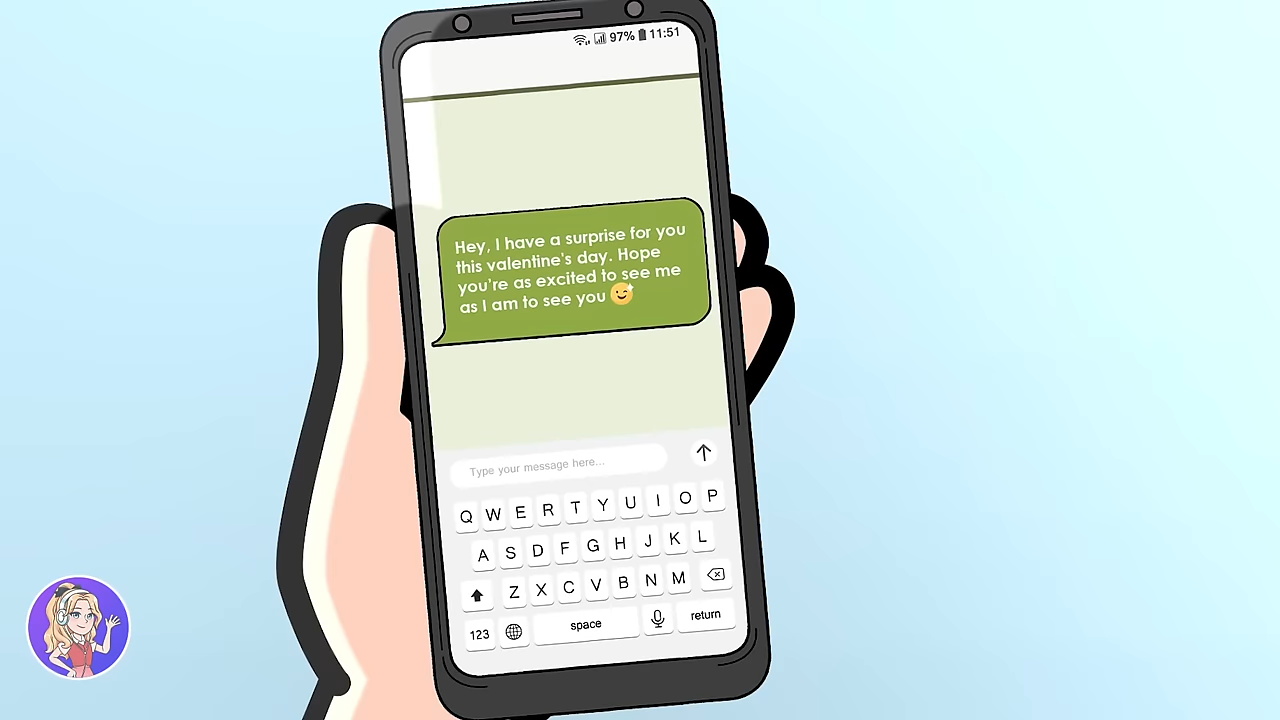 97% 11:51
Hey, I have a surprise for you
this valentine's day. Hope
you're as excited to see me
as I am to see you 😉
Type your message here...
Q W E R T Y U I O P
A S D F G H J K L
Z X C V B N M
123 space return